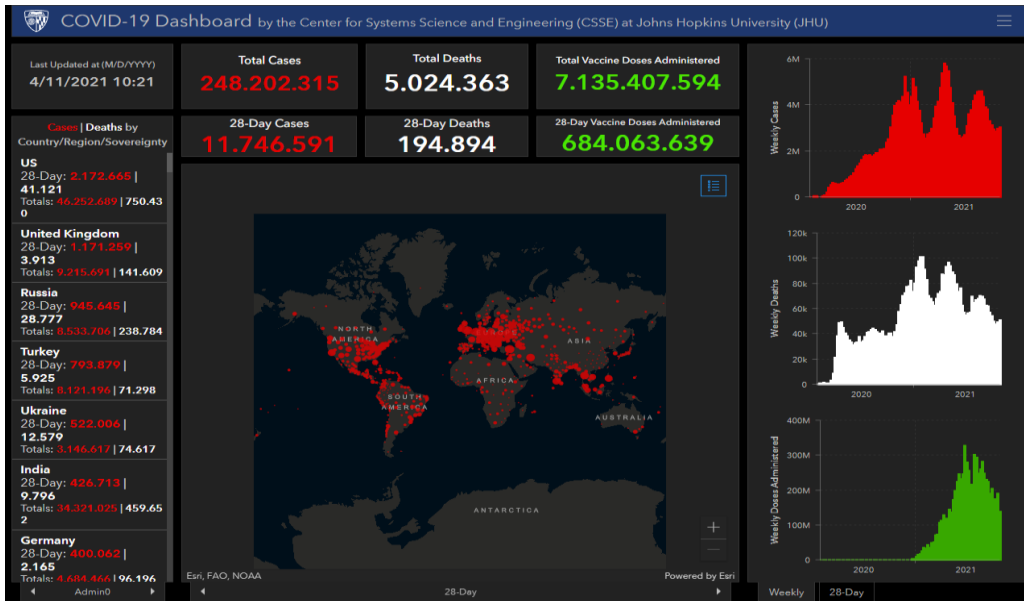 COVID-19 Dashboard by the Center for Systems Science and Engineering (CSSE) at Johns Hopkins University (JHU)
Last Updated at (M/D/YYYY)
4/11/2021 10:21
Total Cases
248.202.315
Total Deaths
5.024.363
Total Vaccine Doses Administered
7.135.407.594
28-Day Cases
11.746.591
28-Day Deaths
194.894
28-Day Vaccine Doses Administered
684.063.639
Cases | Deaths by
Country/Region/Sovereignty
US
28-Day: 2.172.665 |
41.121
Totals: 46.252.689 | 750.43
0
United Kingdom
28-Day: 1.171.259 |
3.913
Totals: 9.215.691 | 141.609
Russia
28-Day: 945.645 |
28.777
Totals: 8.533.706 | 238.784
Turkey
28-Day: 793.879 |
5.925
Totals: 8.121.196 | 71.298
Ukraine
28-Day: 522.006 |
12.579
Totals: 3.146.617 | 74.617
India
28-Day: 426.713 |
9.796
Totals: 34.321.025 | 459.65
2
Germany
28-Day: 400.062 |
2.165
Totals: 4.684.466 | 96.196
Admin0
NORTH
AMERICA
EUROPE
ASIA
AFRICA
SOUTH
AMERICA
AUSTRALIA
ANTARCTICA
Esri, FAO, NOAA
Powered by Esri
28-Day
Weekly Cases
6M
4M
2M
0
2020
2021
Weekly Deaths
120k
100k
80k
60k
40k
20k
0
2020
2021
Weekly Doses Administered
400M
300M
200M
100M
0
2020
2021
Weekly
28-Day